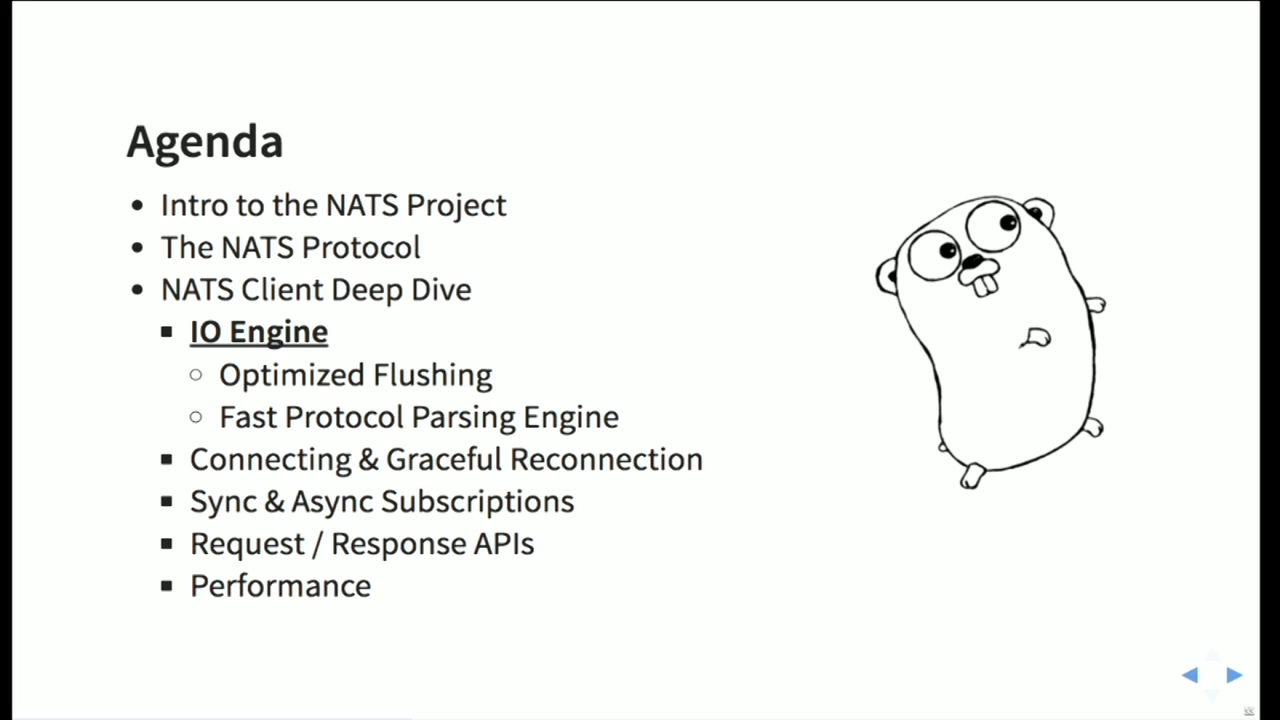 Agenda
Intro to the NATS Project
The NATS Protocol
NATS Client Deep Dive
IO Engine
Optimized Flushing
Fast Protocol Parsing Engine
Connecting & Graceful Reconnection
Sync & Async Subscriptions
Request / Response APIs
Performance